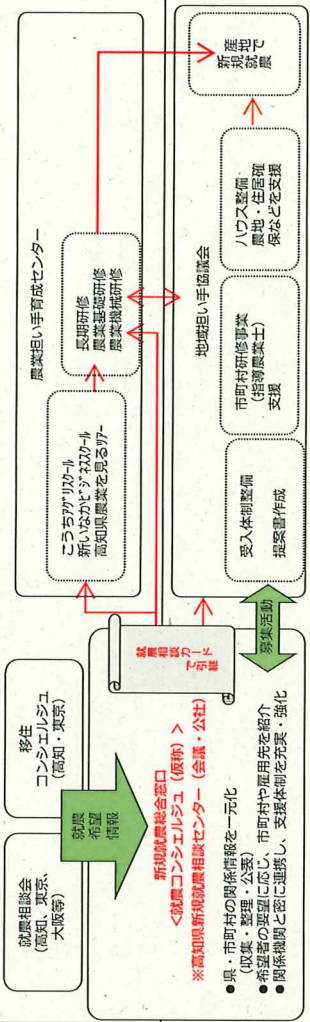 就農相談会
(高知、東京、
大阪等)
移住
コンシェルジュ
(高知・東京)
就農
希望
情報
新規就農総合窓口
<就農コンシェルジュ(仮称)>
※高知県新規就農相談センター(会議・公社)
●県・市町村の関係情報を一元化
(収集・整理・公表)
●希望者の要望に応じ、市町村や雇用先を紹介
●関係機関と密に連携し、支援体制を充実・強化
就農
相談カード
で引継
募集活動
農業担い手育成センター
こうちアグリスクール
新いなかビジネススクール
高知県農業を見るツアー
長期研修
農業基礎研修
農業機械研修
地域担い手協議会
受入体制整備
提案書作成
市町村研修事業
(指導農業士)
支援
ハウス整備・
農地・住居確
保などを支援
産地で
新規
就農